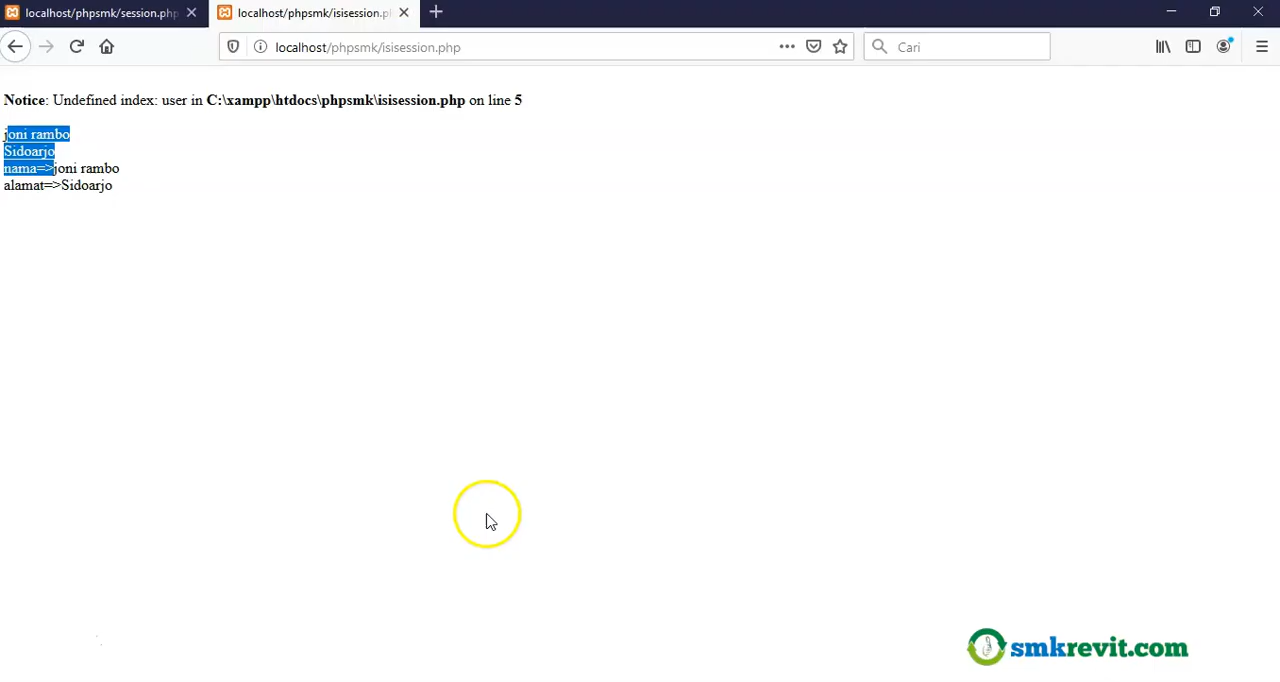 localhost/phpsmk/session.php
localhost/phpsmk/isisession.p
localhost/phpsmk/isisession.php
Cari
Notice: Undefined index: user in C:\xampp\htdocs\phpsmk\isisession.php on line 5
joni rambo
Sidoarjo
nama=>joni rambo
alamat=>Sidoarjo
smkrevit.com